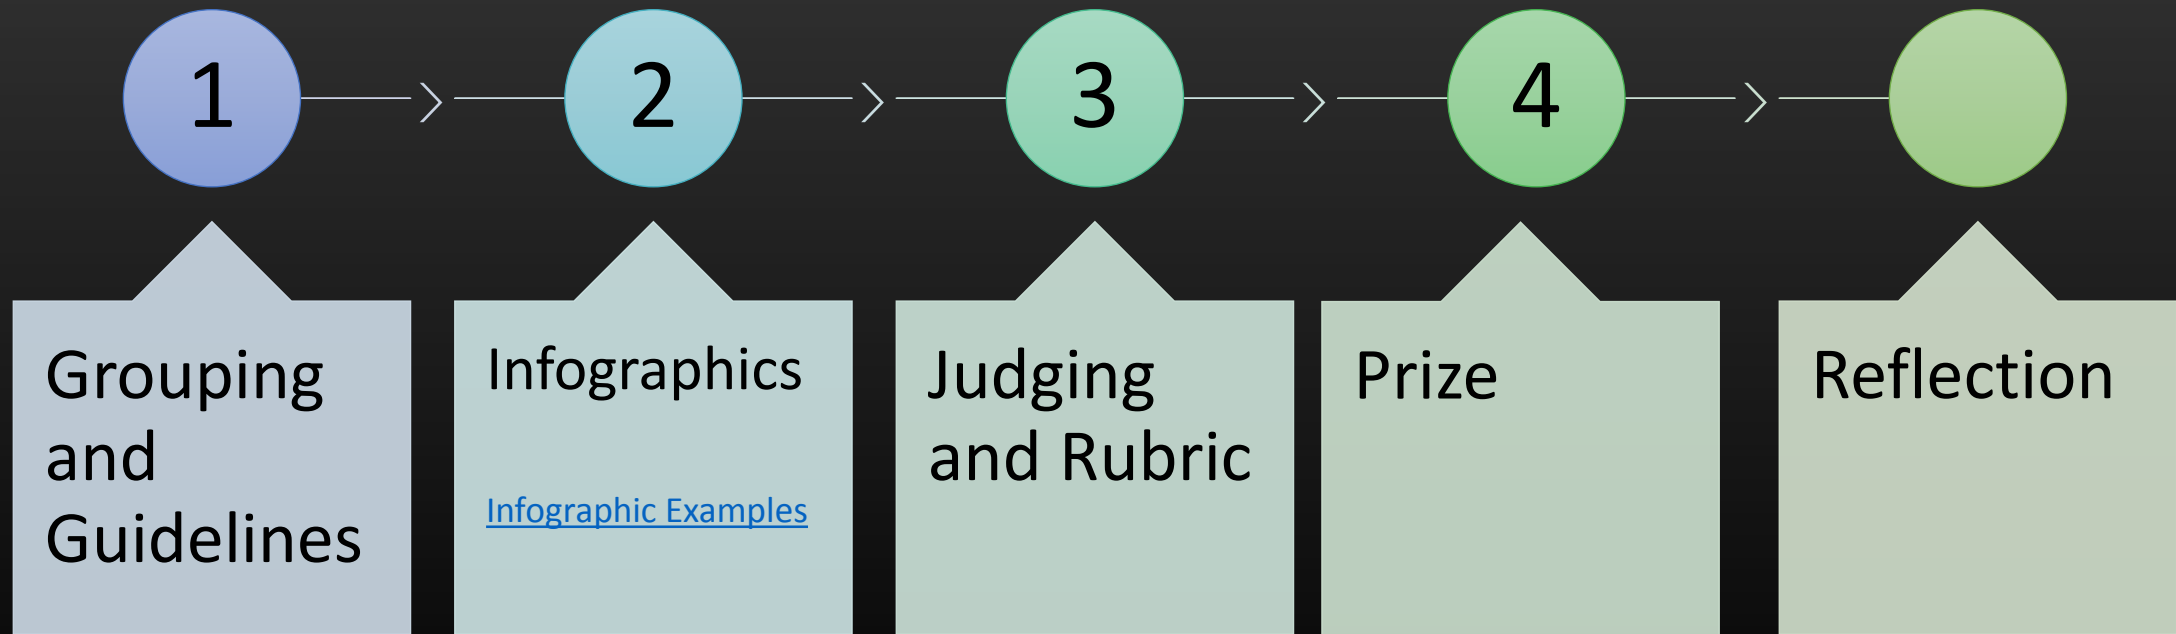 1
2
3
4
Grouping
and
Guidelines
Infographics
Infographic Examples
Judging
and Rubric
Prize
Reflection